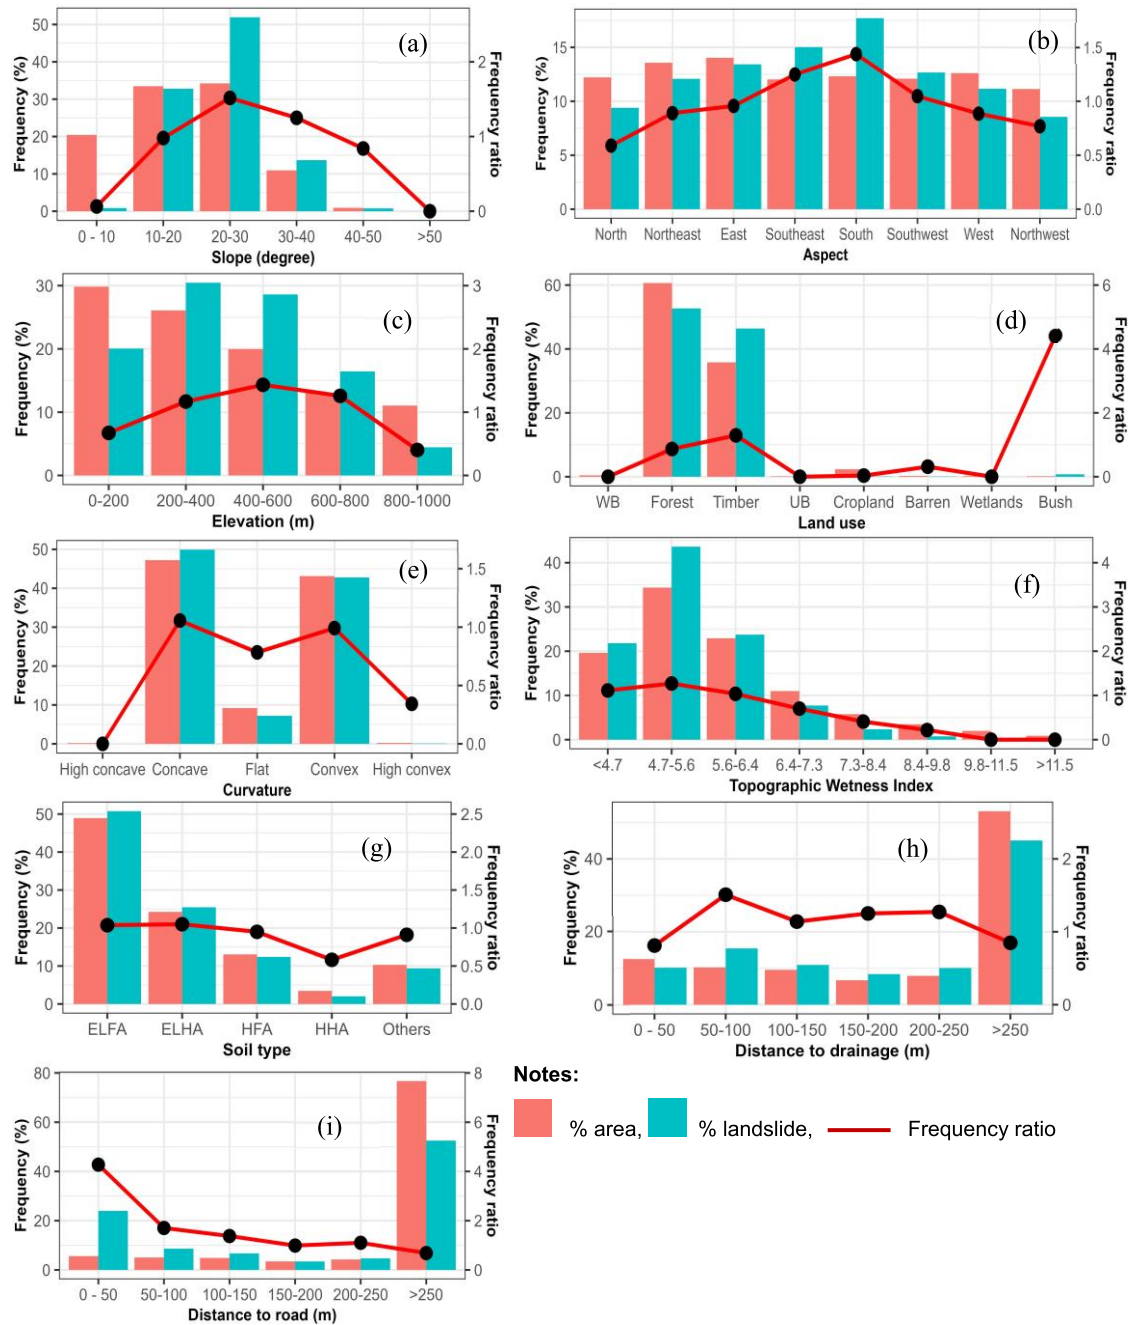 (a)
Frequency (%)
50
40
30
20
10
0
2
1
0
Frequency ratio
0 - 10 10-20 20-30 30-40 40-50 >50
Slope (degree)
(b)
Frequency (%)
15
10
5
0
1.5
1.0
0.5
0.0
Frequency ratio
North Northeast East Southeast South Southwest West Northwest
Aspect
(c)
Frequency (%)
30
20
10
0
3
2
1
0
Frequency ratio
0-200 200-400 400-600 600-800 800-1000
Elevation (m)
(d)
Frequency (%)
60
40
20
0
6
4
2
0
Frequency ratio
WB Forest Timber UB Cropland Barren Wetlands Bush
Land use
(e)
Frequency (%)
50
40
30
20
10
0
1.5
1.0
0.5
0.0
Frequency ratio
High concave Concave Flat Convex High convex
Curvature
(f)
Frequency (%)
40
30
20
10
0
4
3
2
1
0
Frequency ratio
<4.7 4.7-5.6 5.6-6.4 6.4-7.3 7.3-8.4 8.4-9.8 9.8-11.5 >11.5
Topographic Wetness Index
(g)
Frequency (%)
50
40
30
20
10
0
2.5
2.0
1.5
1.0
0.5
0.0
Frequency ratio
ELFA ELHA HFA HHA Others
Soil type
(h)
Frequency (%)
40
20
0
2
1
0
Frequency ratio
0 - 50 50-100 100-150 150-200 200-250 >250
Distance to drainage (m)
(i)
Frequency (%)
80
60
40
20
0
8
6
4
2
0
Frequency ratio
0 - 50 50-100 100-150 150-200 200-250 >250
Distance to road (m)
Notes:
% area, % landslide, Frequency ratio